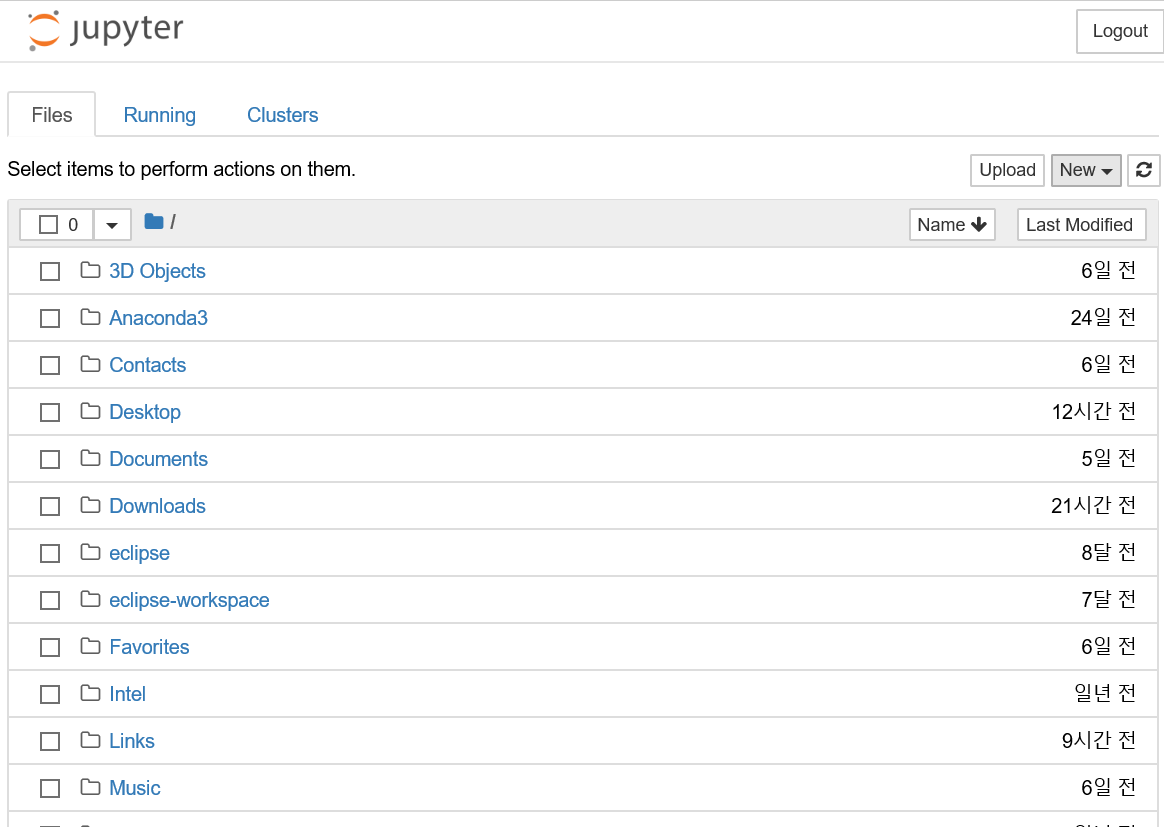 jupyter
Logout
Files Running Clusters
Select items to perform actions on them.
Upload New
0 /
Name Last Modified
3D Objects 6일 전
Anaconda3 24일 전
Contacts 6일 전
Desktop 12시간 전
Documents 5일 전
Downloads 21시간 전
eclipse 8달 전
eclipse-workspace 7달 전
Favorites 6일 전
Intel 일년 전
Links 9시간 전
Music 6일 전